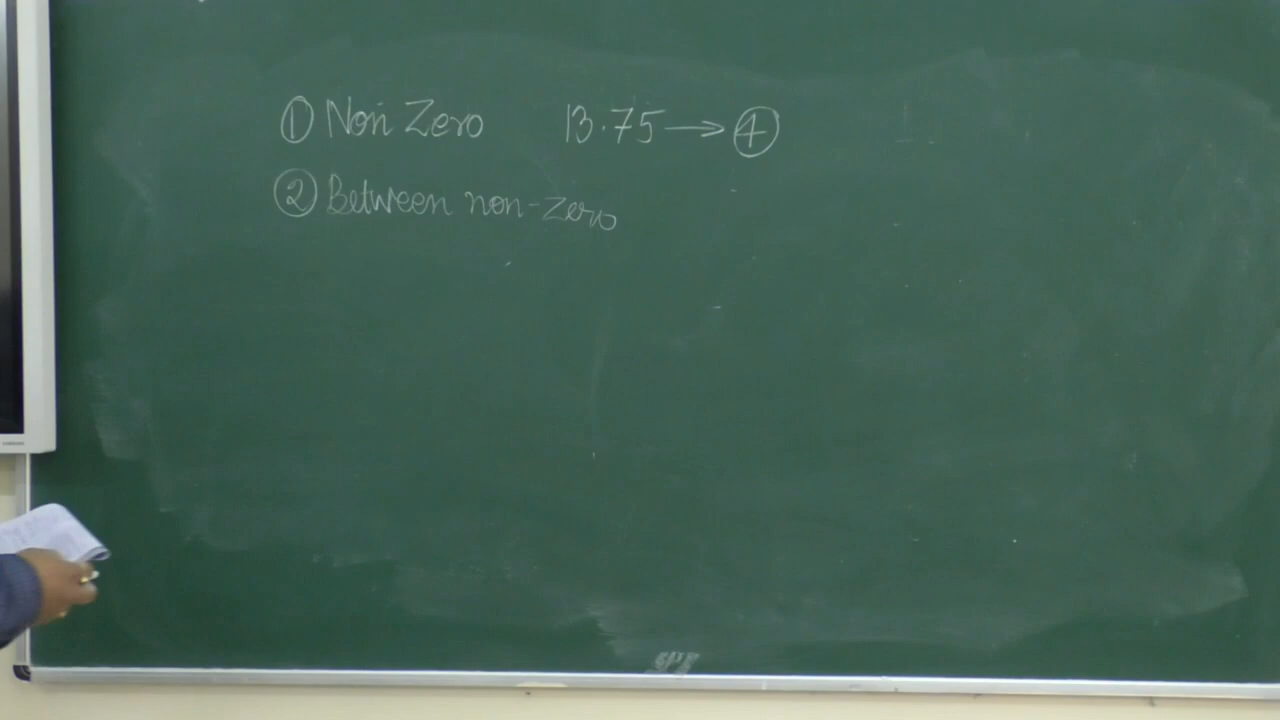 ① Non Zero 13.75 → ④
② Between non-zero